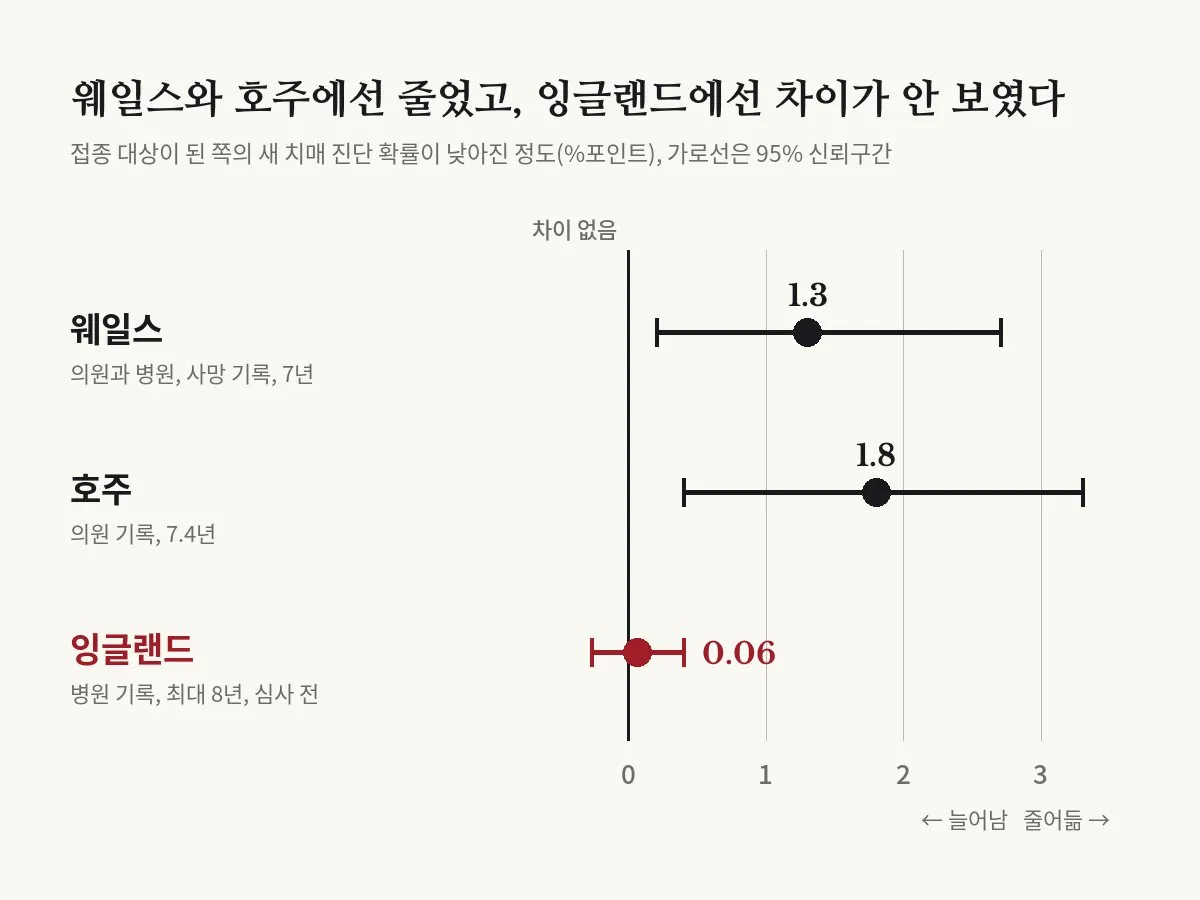 웨일스와 호주에선 줄었고, 잉글랜드에선 차이가 안 보였다
접종 대상이 된 쪽의 새 치매 진단 확률이 낮아진 정도(%포인트), 가로선은 95% 신뢰구간
차이 없음
1.3
웨일스
의원과 병원, 사망 기록, 7년
1.8
호주
의원 기록, 7.4년
잉글랜드
0.06
병원 기록, 최대 8년, 심사 전
0 1 2 3
← 늘어남 줄어듦 →